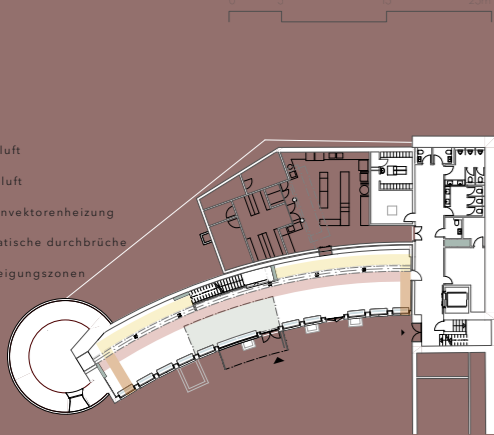 luft
luft
nvektorenheizung
atische durchbrüche
eigungszonen